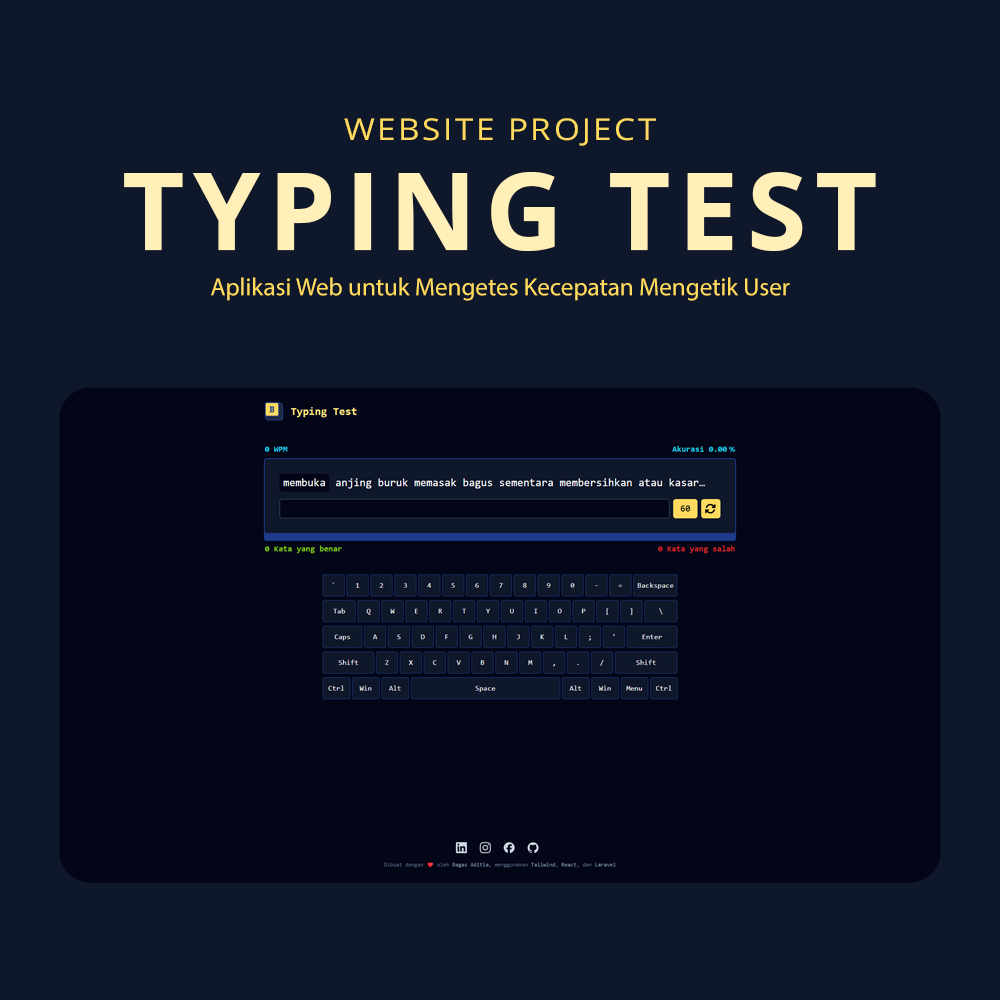 WEBSITE PROJECT
TYPING TEST
Aplikasi Web untuk Mengetes Kecepatan Mengetik User
B Typing Test
0 WPM Akurasi 0.00%
membuka anjing buruk memasak bagus sementara membersihkan atau kasar…
60
0 Kata yang benar 0 Kata yang salah
` 1 2 3 4 5 6 7 8 9 0 - = Backspace
Tab Q W E R T Y U I O P [ ] \
Caps A S D F G H J K L ; ' Enter
Shift Z X C V B N M , . / Shift
Ctrl Win Alt Space Alt Win Menu Ctrl
Dibuat dengan ❤ oleh Bagas Aditia, menggunakan Tailwind, React, dan Laravel